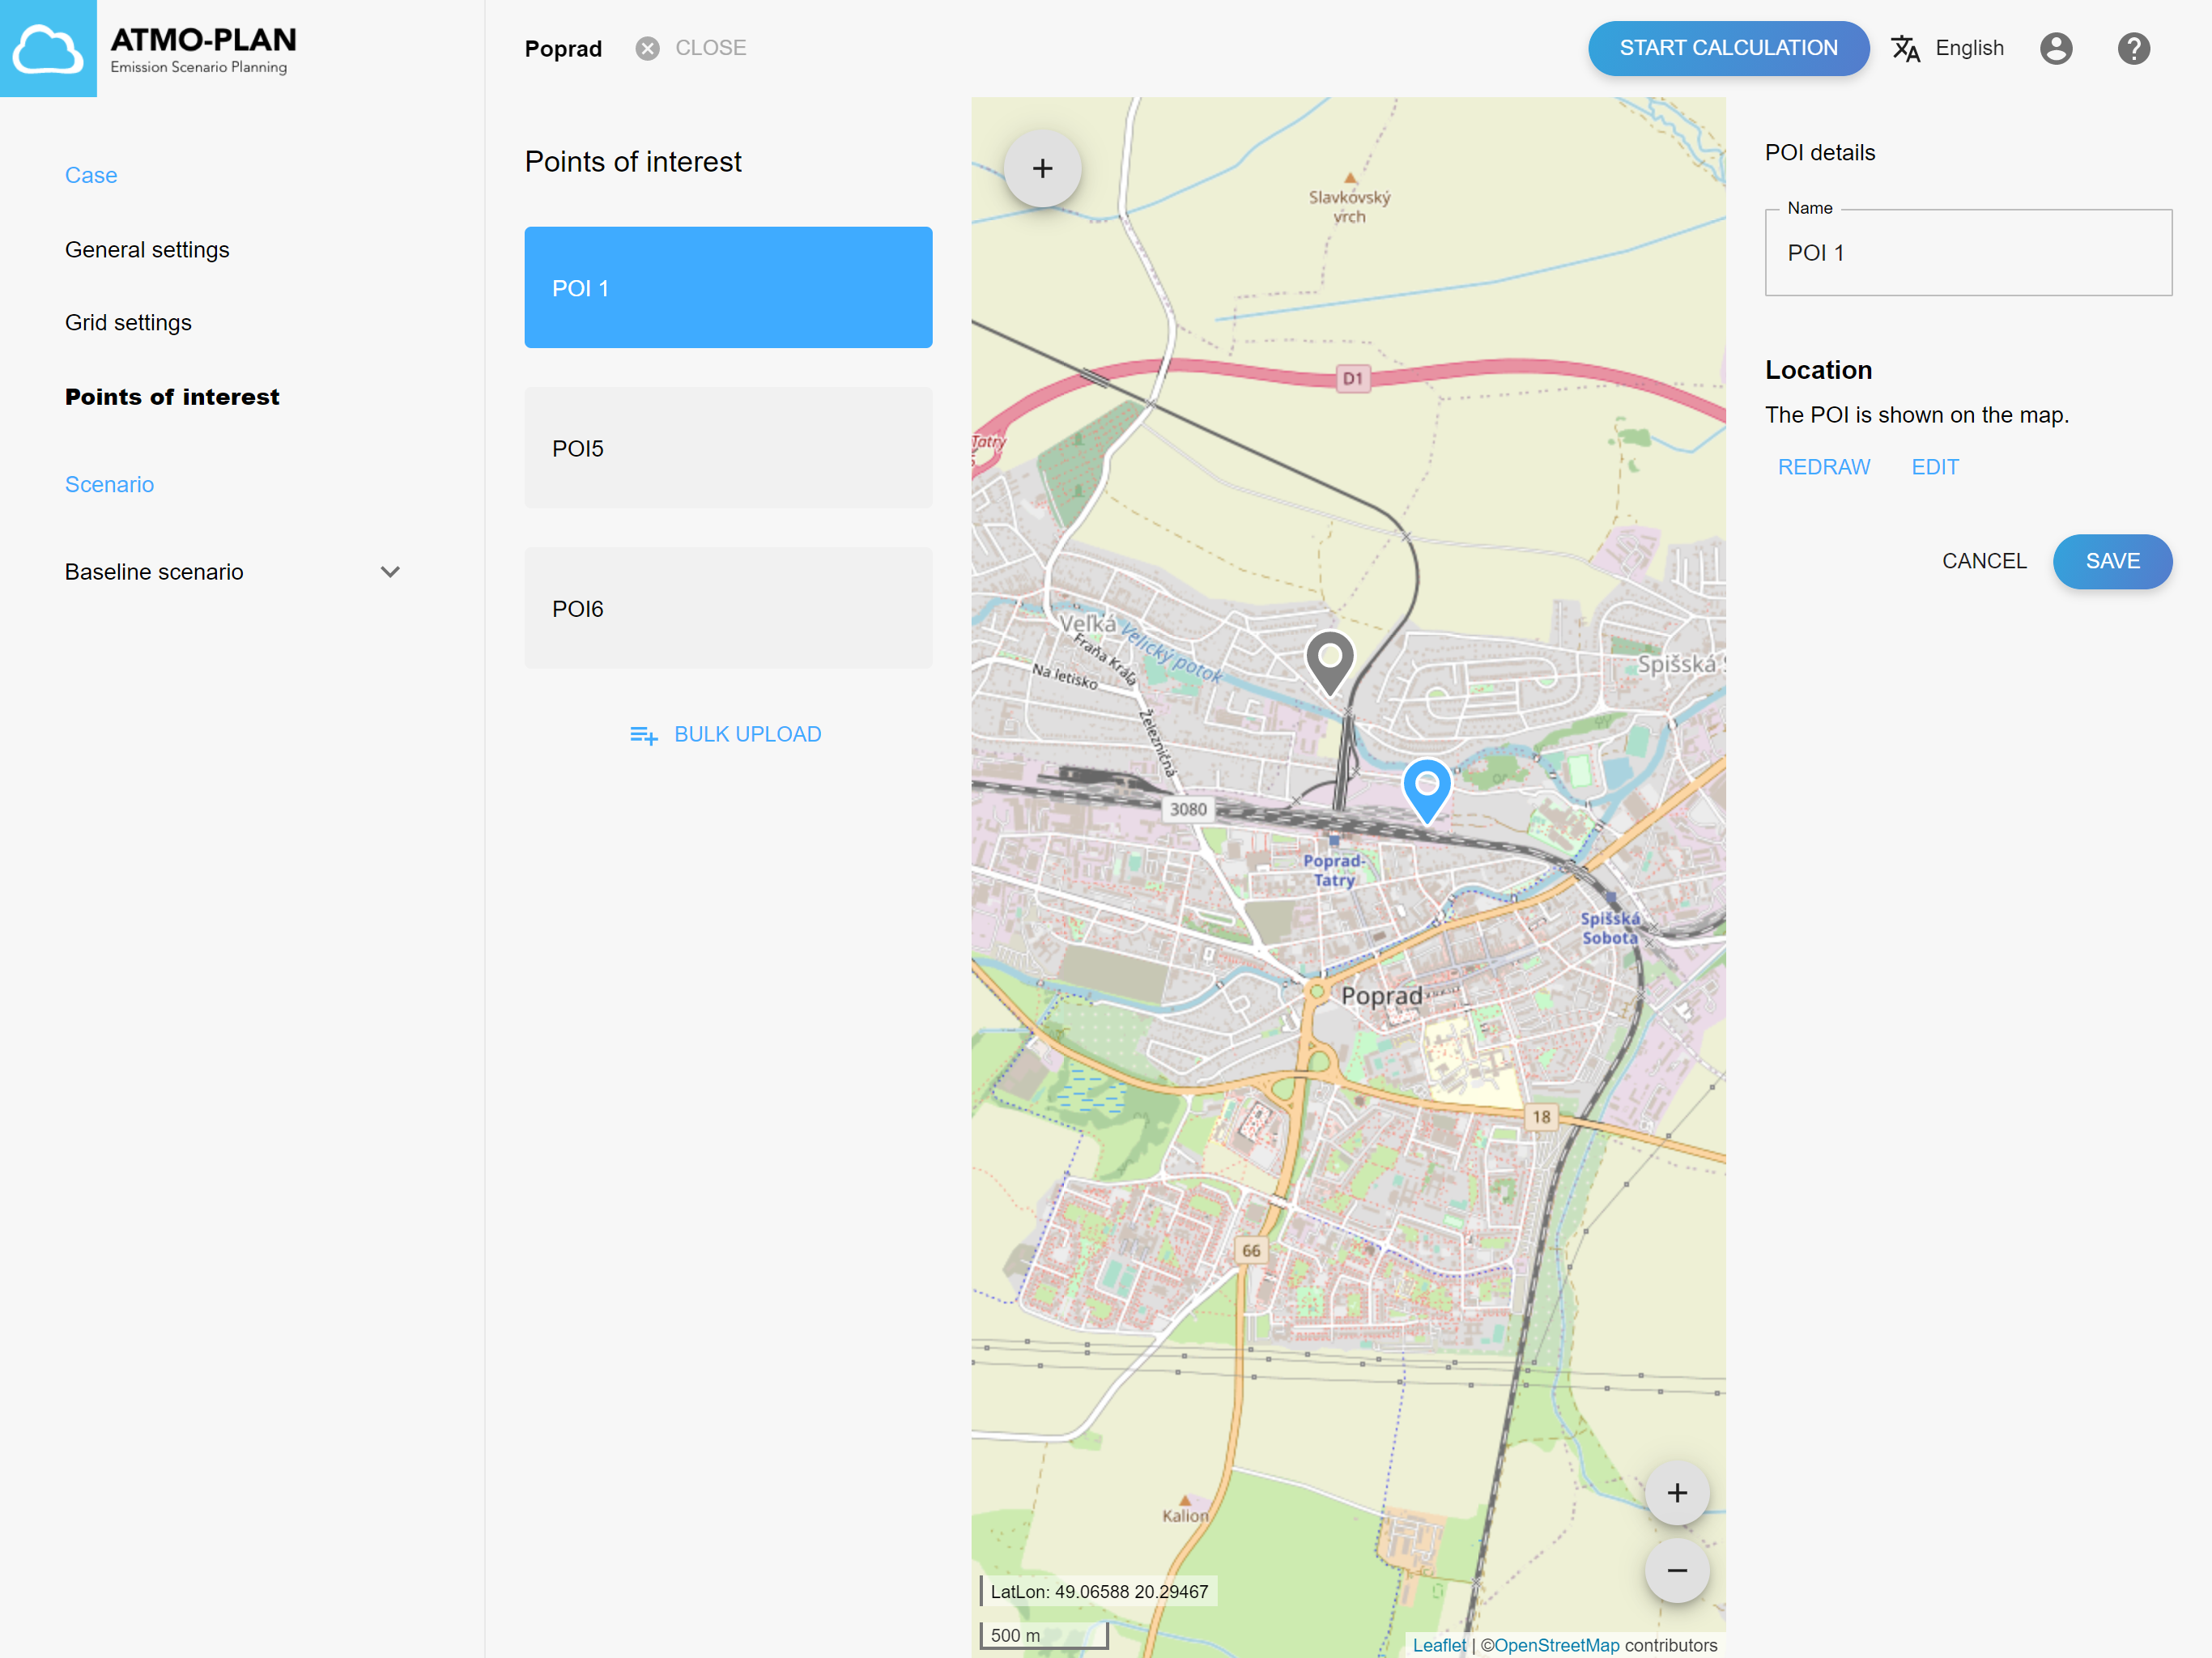 ATMO-PLAN
Emission Scenario Planning
Poprad
CLOSE
START CALCULATION
English
Case
General settings
Grid settings
Points of interest
Scenario
Baseline scenario
Points of interest
POI 1
POI5
POI6
BULK UPLOAD
Slavkovský
vrch
D1
Tatry
Veľká
Velický potok
Fraňa Kráľa
Na letisko
Železničná
Spišská S
3080
Poprad-
Tatry
Spišská
Sobota
Poprad
18
66
Kalion
LatLon: 49.06588 20.29467
500 m
Leaflet | ©OpenStreetMap contributors
POI details
Name
POI 1
Location
The POI is shown on the map.
REDRAW
EDIT
CANCEL
SAVE